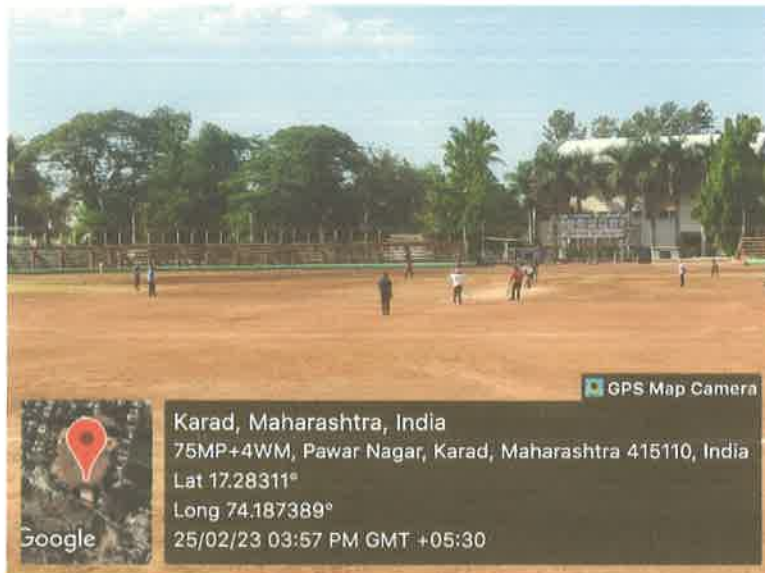 GPS Map Camera
Karad, Maharashtra, India
75MP+4WM, Pawar Nagar, Karad, Maharashtra 415110, India
Lat 17.28311°
Long 74.187389°
25/02/23 03:57 PM GMT +05:30
Google